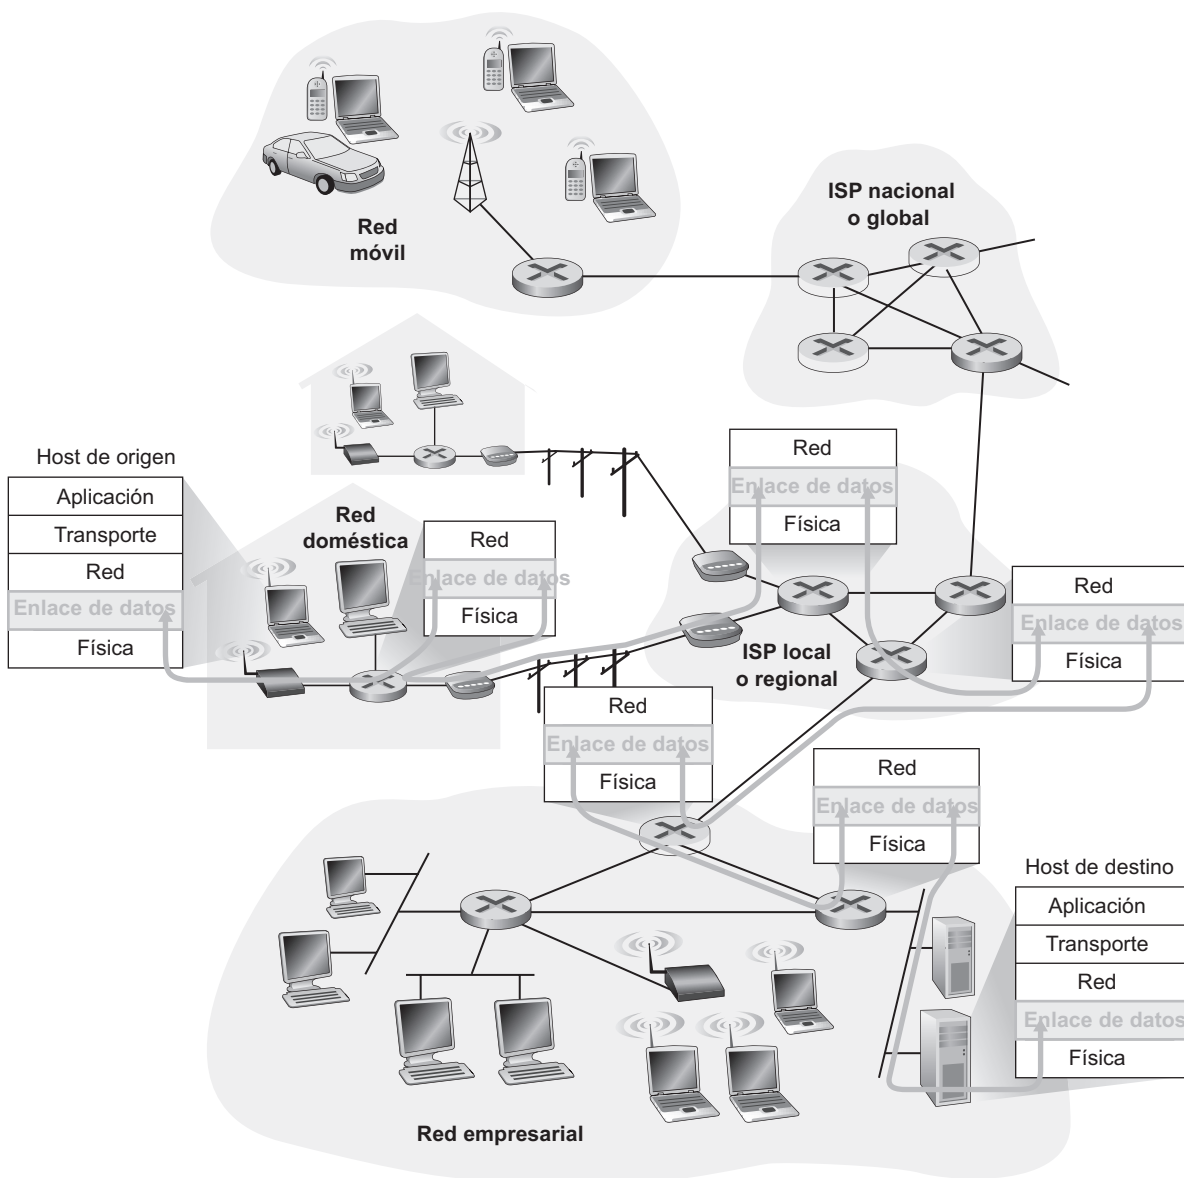 Red
móvil
ISP nacional
o global
Host de origen
Aplicación
Transporte
Red
Enlace de datos
Física
Red
doméstica
Red
Enlace de datos
Física
Red
Enlace de datos
Física
ISP local
o regional
Red
Enlace de datos
Física
Red
Enlace de datos
Física
Red
Enlace de datos
Física
Host de destino
Aplicación
Transporte
Red
Enlace de datos
Física
Red empresarial